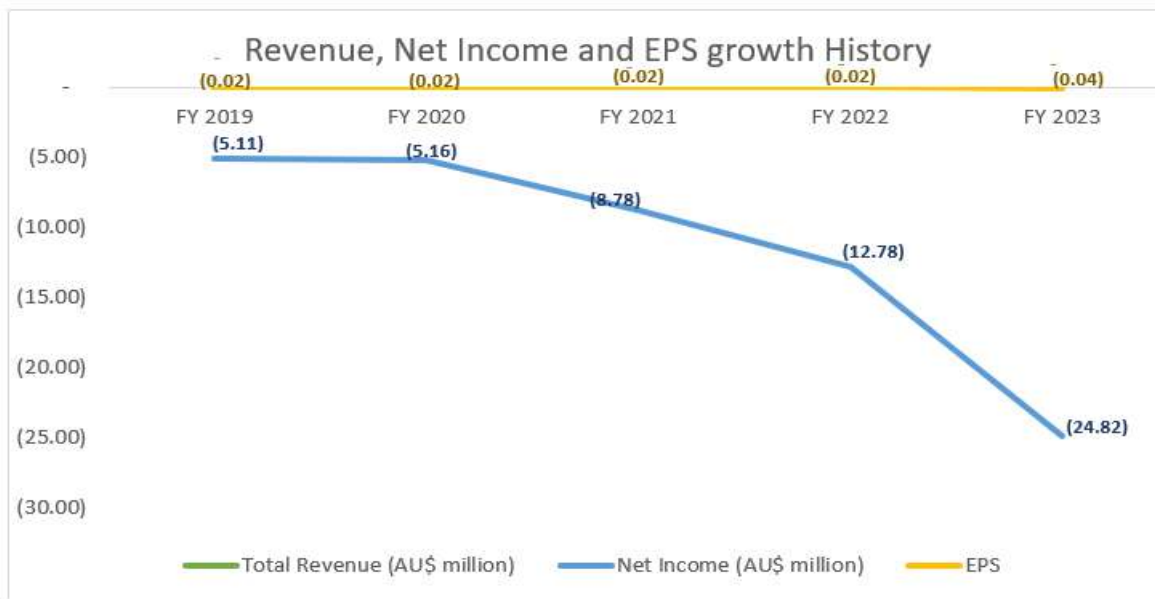 Revenue, Net Income and EPS growth History
- - - - -
(0.02) (0.02) (0.02) (0.02) (0.04)
-
FY 2019 FY 2020 FY 2021 FY 2022 FY 2023
(5.11) (5.16) (8.78) (12.78) (24.82)
(5.00)
(10.00)
(15.00)
(20.00)
(25.00)
(30.00)
Total Revenue (AU$ million) Net Income (AU$ million) EPS